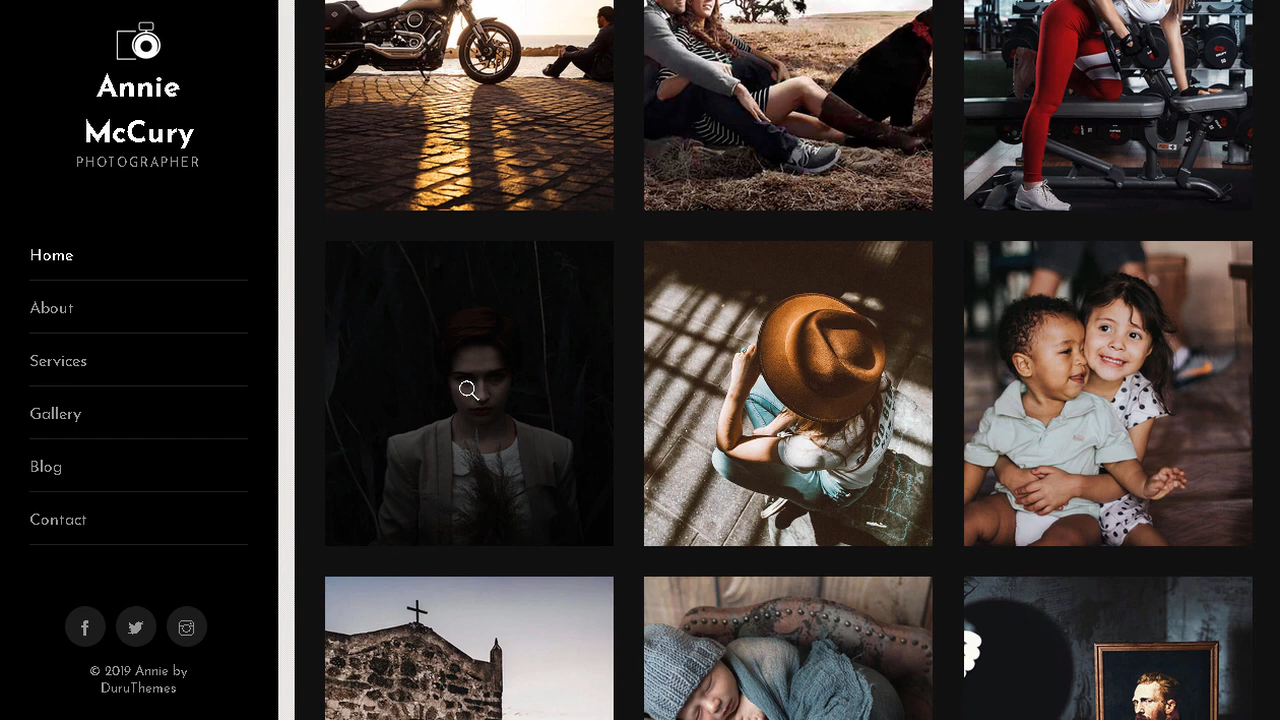 Annie
McCury
PHOTOGRAPHER
Home
About
Services
Gallery
Blog
Contact
© 2019 Annie by
DuruThemes